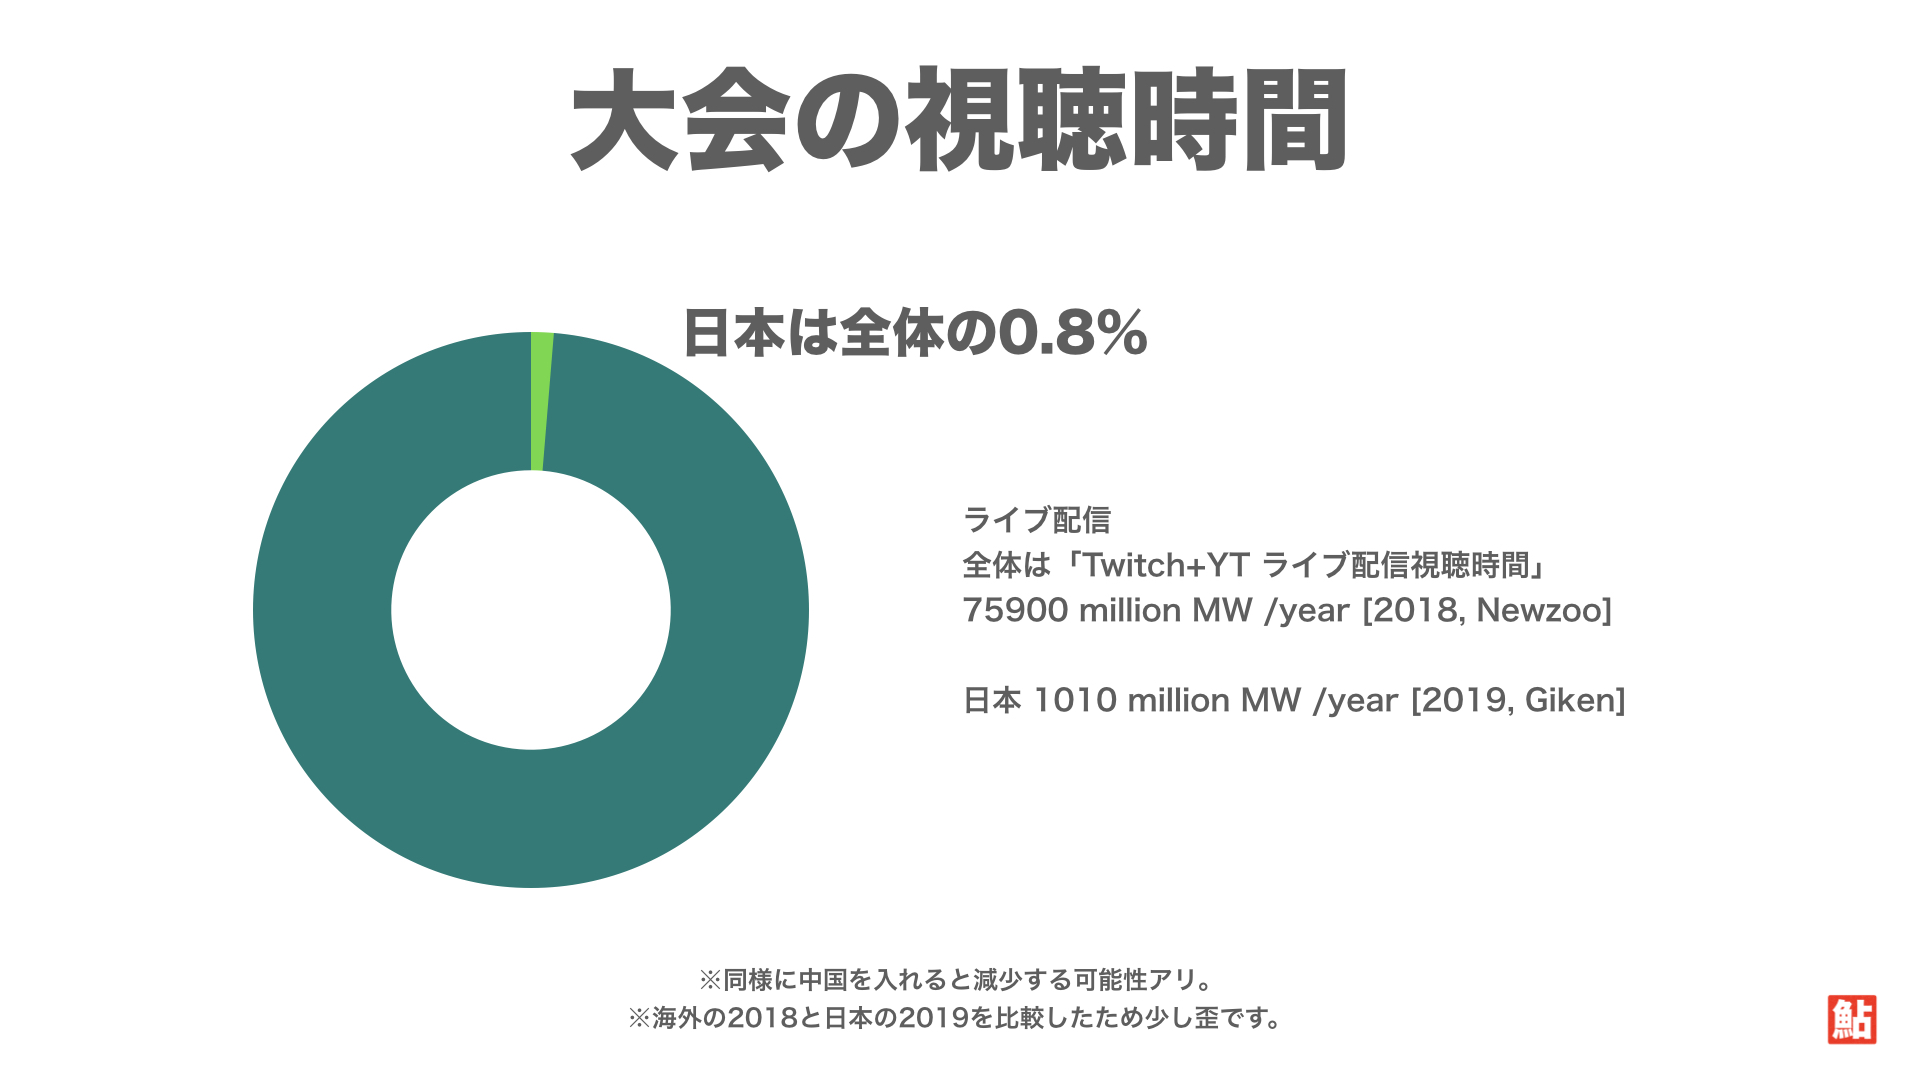 大会の視聴時間
日本は全体の0.8%
ライブ配信
全体は「Twitch+YT ライブ配信視聴時間」
75900 million MW /year [2018, Newzoo]
日本 1010 million MW /year [2019, Giken]
※同様に中国を入れると減少する可能性アリ。
※海外の2018と日本の2019を比較したため少し歪です。
鮎